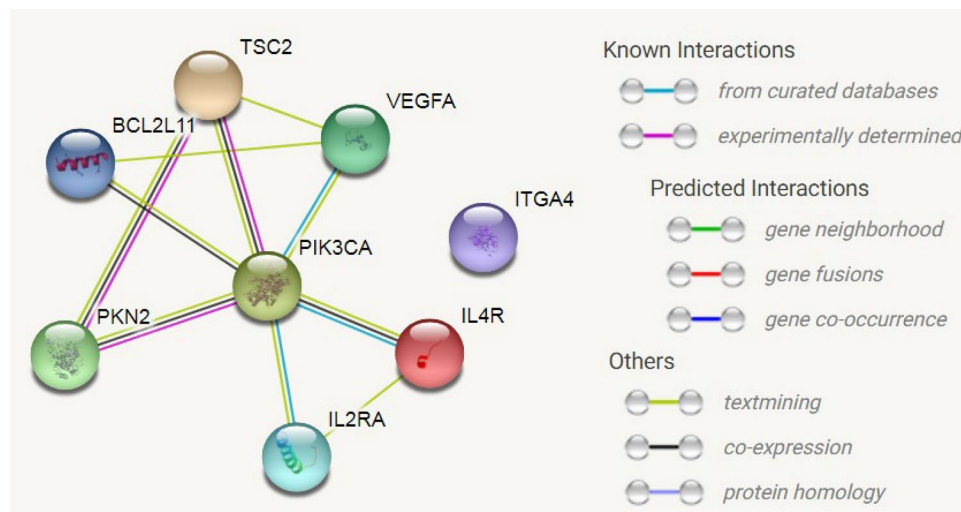 TSC2
VEGFA
BCL2L11
ITGA4
PIK3CA
PKN2
IL4R
IL2RA
Known Interactions
from curated databases
experimentally determined
Predicted Interactions
gene neighborhood
gene fusions
gene co-occurrence
Others
textmining
co-expression
protein homology